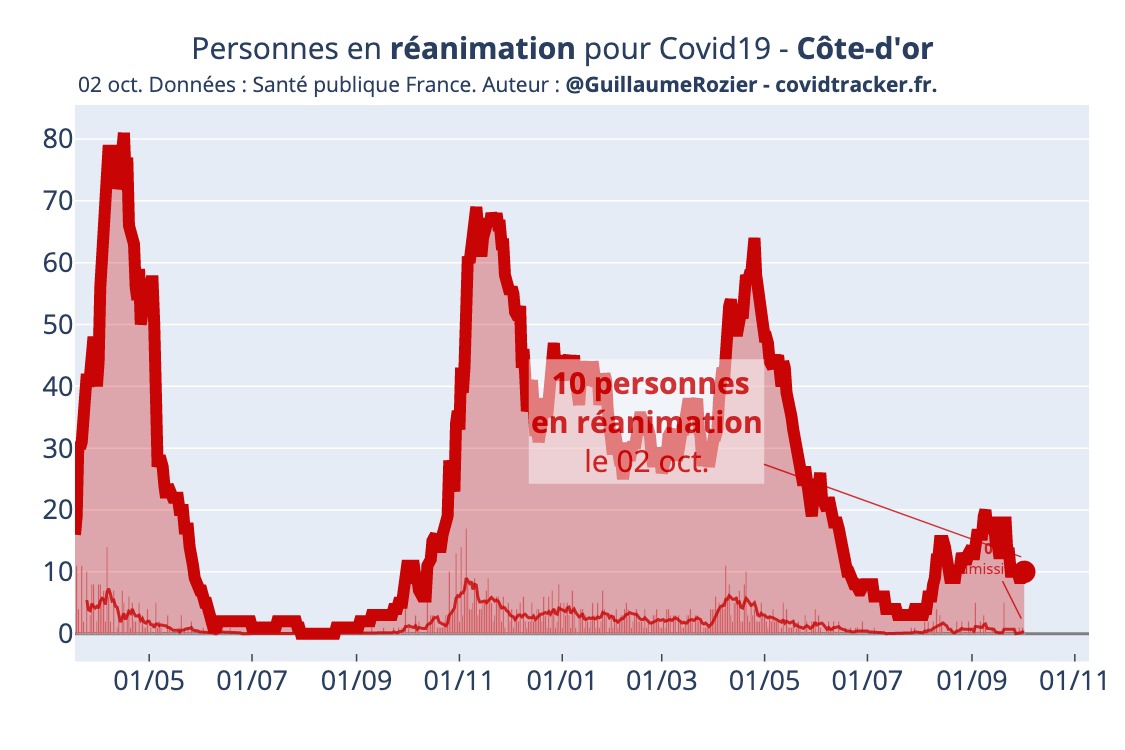 Personnes en réanimation pour Covid19 - Côte-d'or
02 oct. Données : Santé publique France. Auteur : @GuillaumeRozier - covidtracker.fr.
80
70
60
50
40
30
20
10
0
10 personnes
en réanimation
le 02 oct.
01/05 01/07 01/09 01/11 01/01 01/03 01/05 01/07 01/09 01/11